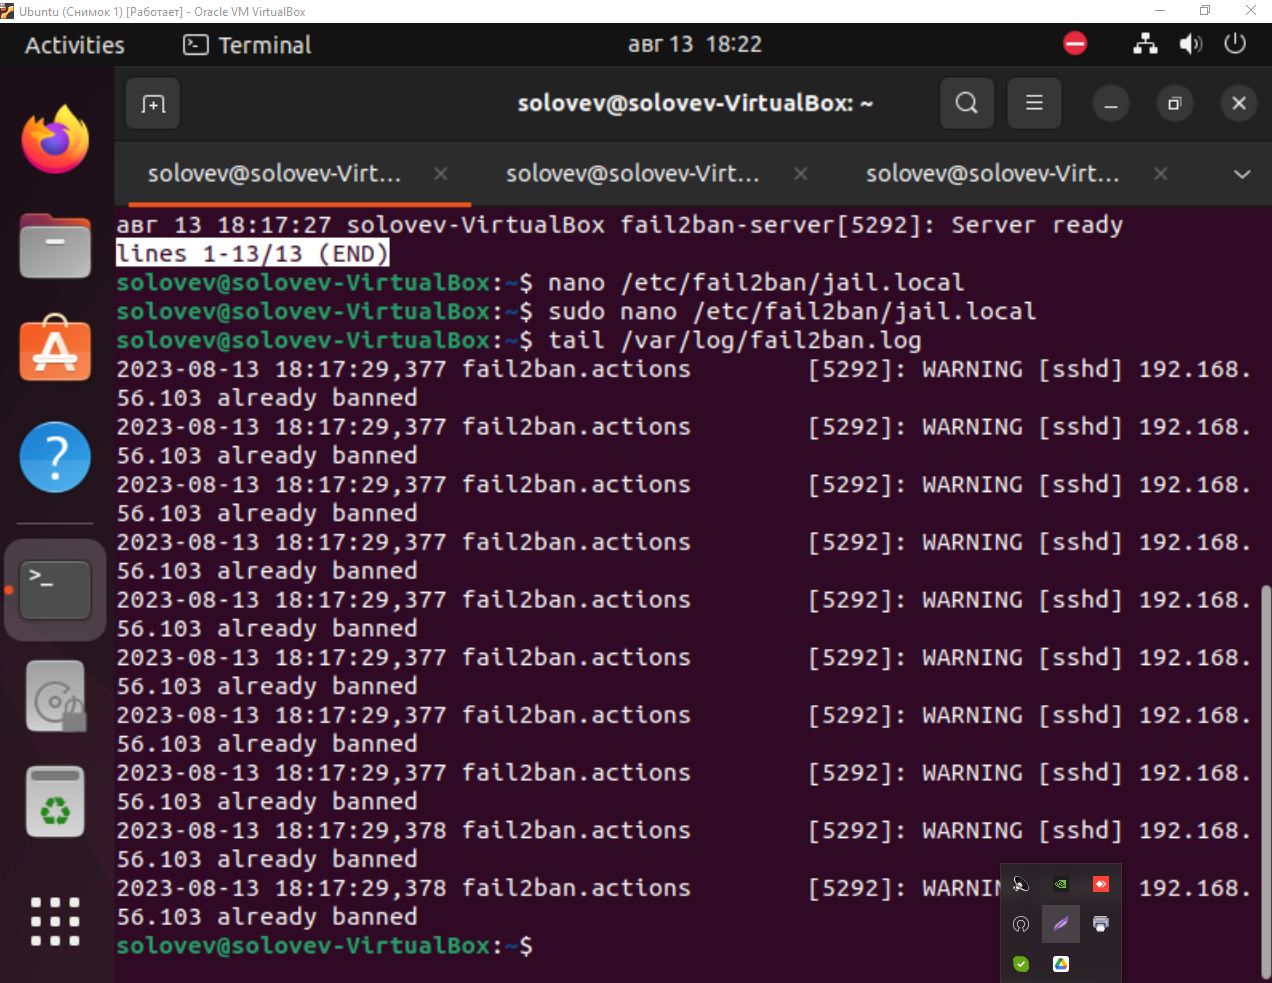 Ubuntu (Снимок 1) [Работает] - Oracle VM VirtualBox
Activities Terminal авг 13 18:22
solovev@solovev-VirtualBox: ~
solovev@solovev-Virt... solovev@solovev-Virt... solovev@solovev-Virt...
авг 13 18:17:27 solovev-VirtualBox fail2ban-server[5292]: Server ready
lines 1-13/13 (END)
solovev@solovev-VirtualBox:~$ nano /etc/fail2ban/jail.local
solovev@solovev-VirtualBox:~$ sudo nano /etc/fail2ban/jail.local
solovev@solovev-VirtualBox:~$ tail /var/log/fail2ban.log
2023-08-13 18:17:29,377 fail2ban.actions [5292]: WARNING [sshd] 192.168.
56.103 already banned
2023-08-13 18:17:29,377 fail2ban.actions [5292]: WARNING [sshd] 192.168.
56.103 already banned
2023-08-13 18:17:29,377 fail2ban.actions [5292]: WARNING [sshd] 192.168.
56.103 already banned
2023-08-13 18:17:29,377 fail2ban.actions [5292]: WARNING [sshd] 192.168.
56.103 already banned
2023-08-13 18:17:29,377 fail2ban.actions [5292]: WARNING [sshd] 192.168.
56.103 already banned
2023-08-13 18:17:29,377 fail2ban.actions [5292]: WARNING [sshd] 192.168.
56.103 already banned
2023-08-13 18:17:29,377 fail2ban.actions [5292]: WARNING [sshd] 192.168.
56.103 already banned
2023-08-13 18:17:29,377 fail2ban.actions [5292]: WARNING [sshd] 192.168.
56.103 already banned
2023-08-13 18:17:29,378 fail2ban.actions [5292]: WARNING [sshd] 192.168.
56.103 already banned
2023-08-13 18:17:29,378 fail2ban.actions [5292]: WARNIN 192.168.
56.103 already banned
solovev@solovev-VirtualBox:~$